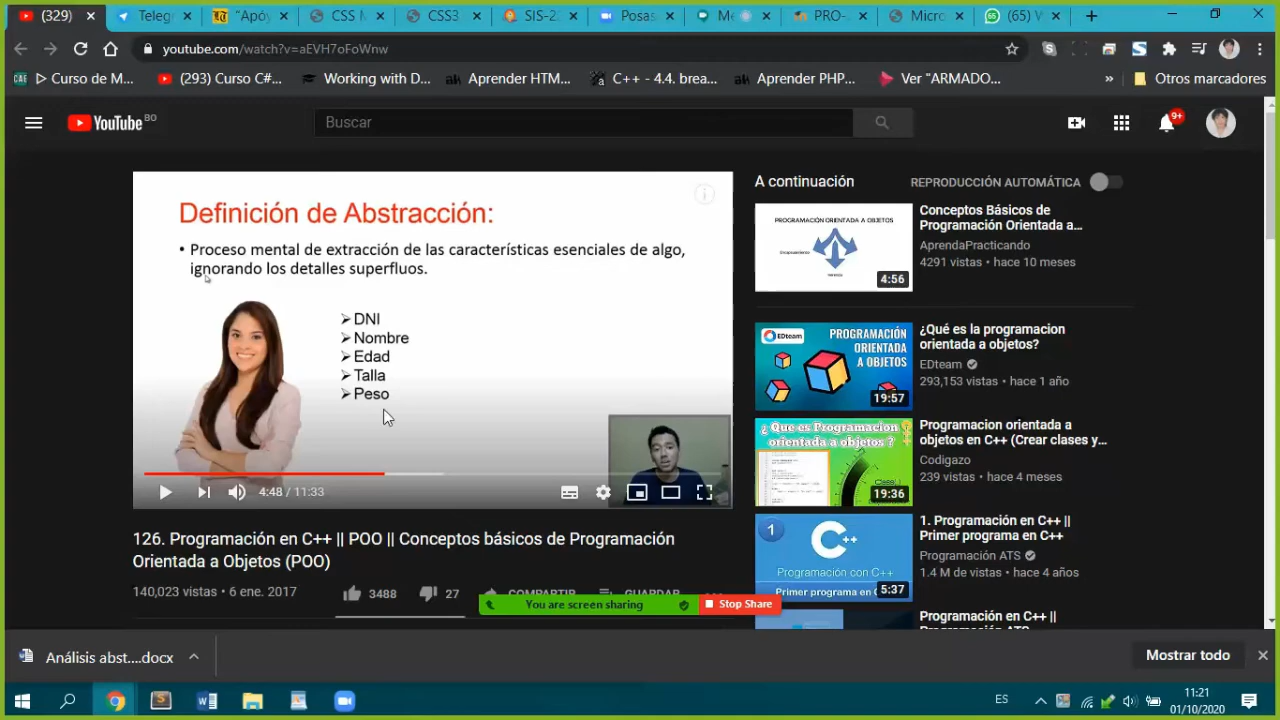 (329)
Telegr
"Apóy
CSS M
CSS3
SIS-22
Posas
Me
PRO-
Micro
(65) V
youtube.com/watch?v=aEVH7oFoWnw
Curso de M...
(293) Curso C#...
Working with D...
Aprender HTM...
C++ - 4.4. brea...
Aprender PHP...
Ver "ARMADO...
»
Otros marcadores
YouTube BO
Buscar
9+
Definición de Abstracción:
• Proceso mental de extracción de las características esenciales de algo,
ignorando los detalles superfluos.
DNI
Nombre
Edad
Talla
Peso
4:48 / 11:33
126. Programación en C++ || POO || Conceptos básicos de Programación
Orientada a Objetos (POO)
140,023 vistas • 6 ene. 2017
3488
27
COMPARTIR
GUARDAR
You are screen sharing
Stop Share
A continuación
REPRODUCCIÓN AUTOMÁTICA
PROGRAMACIÓN ORIENTADA A OBJETOS
4:56
Conceptos Básicos de
Programación Orientada a...
AprendaPracticando
4291 vistas • hace 10 meses
EDteam
PROGRAMACIÓN
ORIENTADA
A OBJETOS
19:57
¿Qué es la programacion
orientada a objetos?
EDteam
293,153 vistas • hace 1 año
¿ Que es Programacion
orientada a objetos ?
19:36
Programacion orientada a
objetos en C++ (Crear clases y...
Codigazo
239 vistas • hace 4 meses
1
C++
Programación con C++
Primer programa en C
5:37
1. Programación en C++ ||
Primer programa en C++
Programación ATS
1.4 M de vistas • hace 4 años
Programación en C++ ||
Programación ATS
Análisis abst....docx
Mostrar todo
ES
11:21
01/10/2020